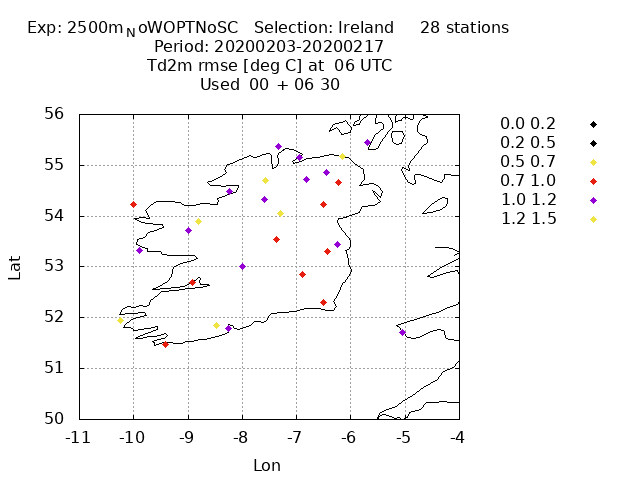 Exp: 2500m_NoWOPTNoSC Selection: Ireland 28 stations
Period: 20200203-20200217
Td2m rmse [deg C] at 06 UTC
Used 00 + 06 30
56
55
54
53
52
51
50
-11 -10 -9 -8 -7 -6 -5 -4
Lat
Lon
0.0 0.2
0.2 0.5
0.5 0.7
0.7 1.0
1.0 1.2
1.2 1.5